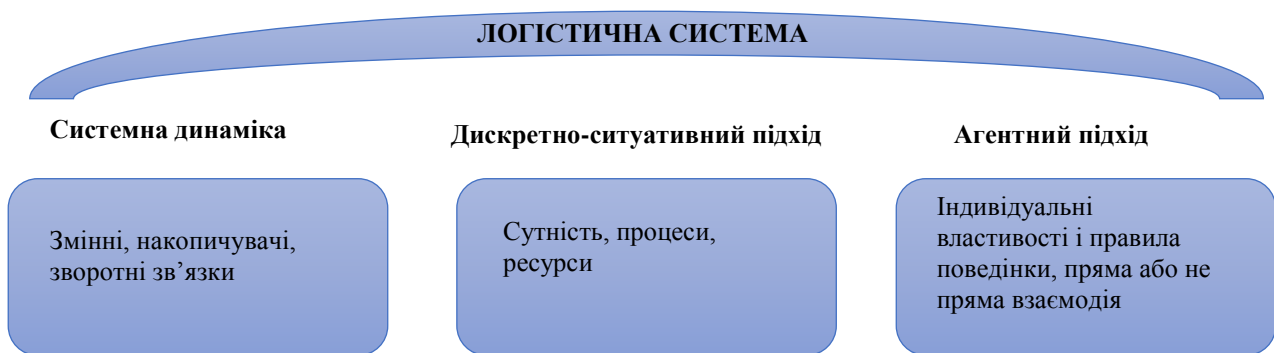 ЛОГІСТИЧНА СИСТЕМА
Системна динаміка
Дискретно-ситуативний підхід
Агентний підхід
Змінні, накопичувачі,
зворотні зв’язки
Сутність, процеси,
ресурси
Індивідуальні
властивості і правила
поведінки, пряма або не
пряма взаємодія